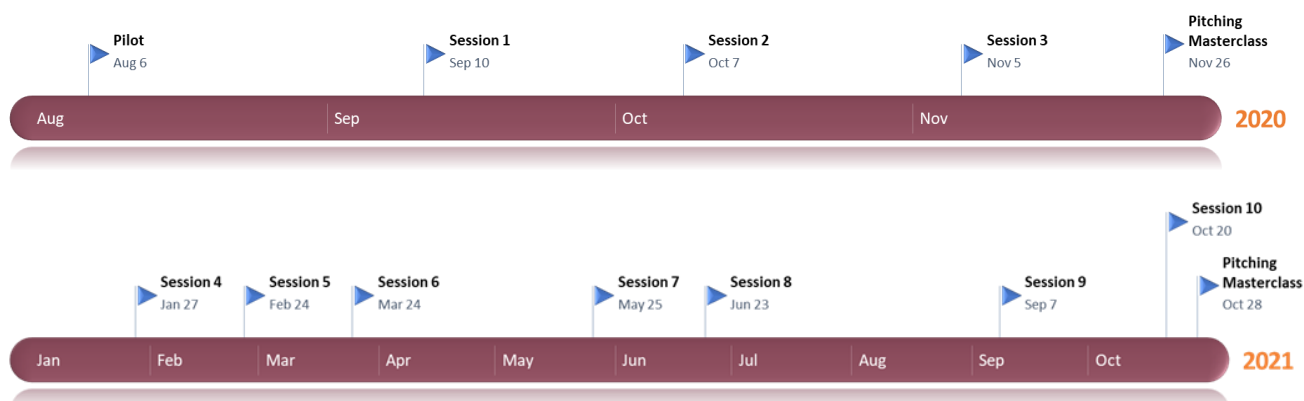 Pilot
Aug 6
Session 1
Sep 10
Session 2
Oct 7
Session 3
Nov 5
Pitching
Masterclass
Nov 26
Aug
Sep
Oct
Nov
2020
Session 4
Jan 27
Session 5
Feb 24
Session 6
Mar 24
Session 7
May 25
Session 8
Jun 23
Session 9
Sep 7
Session 10
Oct 20
Pitching
Masterclass
Oct 28
Jan
Feb
Mar
Apr
May
Jun
Jul
Aug
Sep
Oct
2021